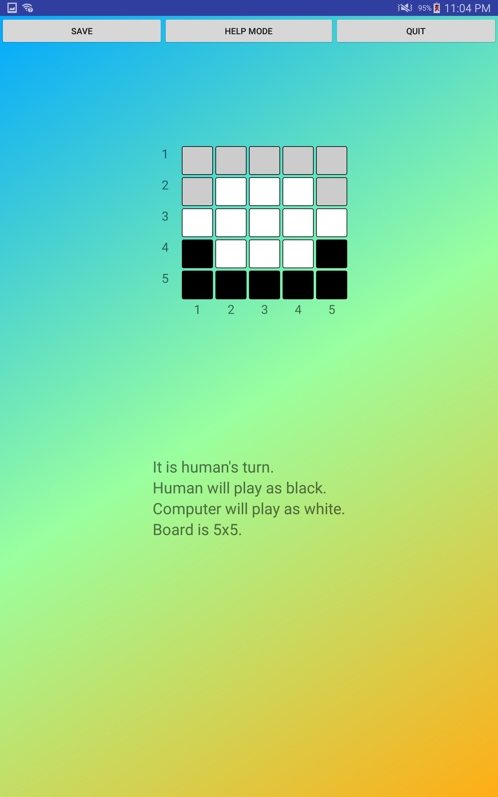 95% 11:04 PM
SAVE HELP MODE QUIT
1
2
3
4
5
1 2 3 4 5
It is human's turn.
Human will play as black.
Computer will play as white.
Board is 5x5.